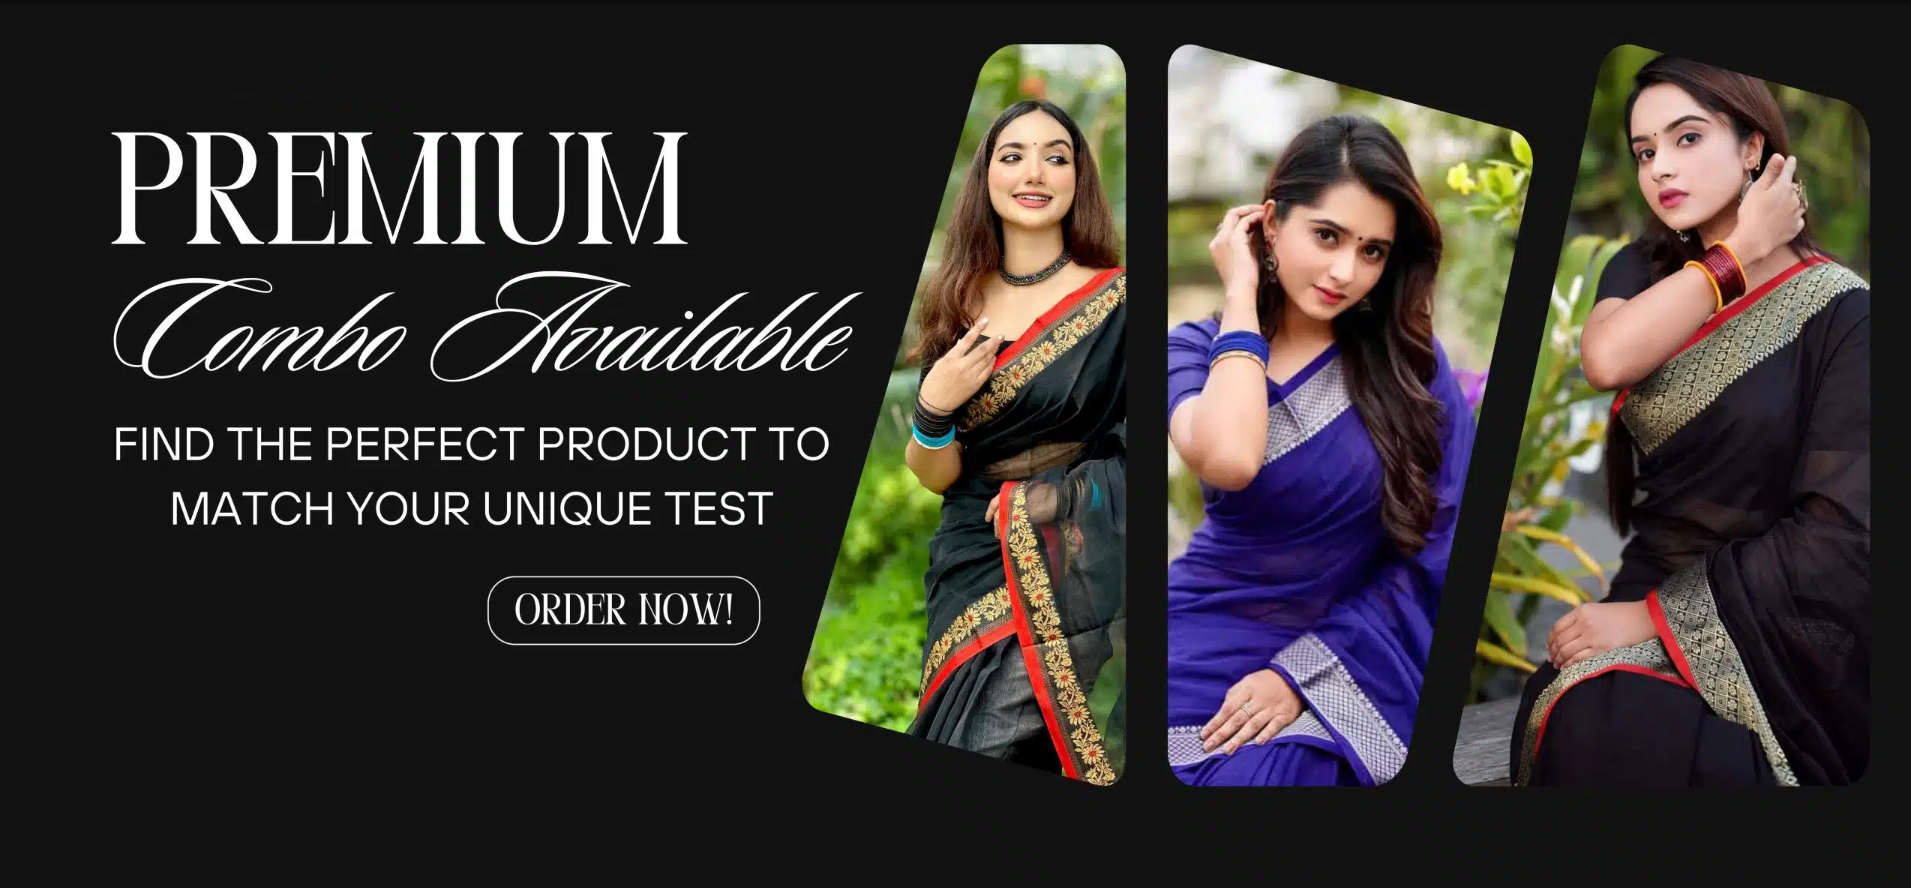 PREMIUM
Combo Available
FIND THE PERFECT PRODUCT TO
MATCH YOUR UNIQUE TEST
ORDER NOW!